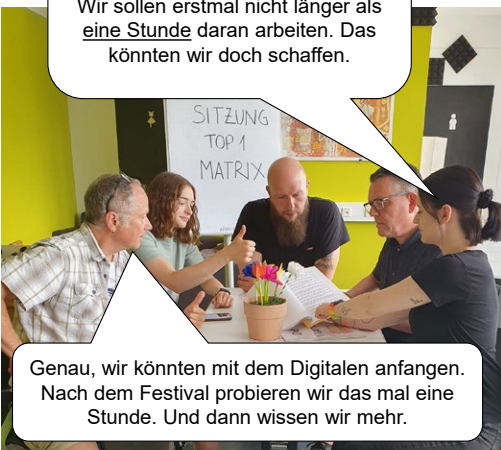 Wir sollen erstmal nicht länger als
eine Stunde daran arbeiten. Das
könnten wir doch schaffen.
SITZUNG
TOP 1
MATRIX
Genau, wir könnten mit dem Digitalen anfangen.
Nach dem Festival probieren wir das mal eine
Stunde. Und dann wissen wir mehr.